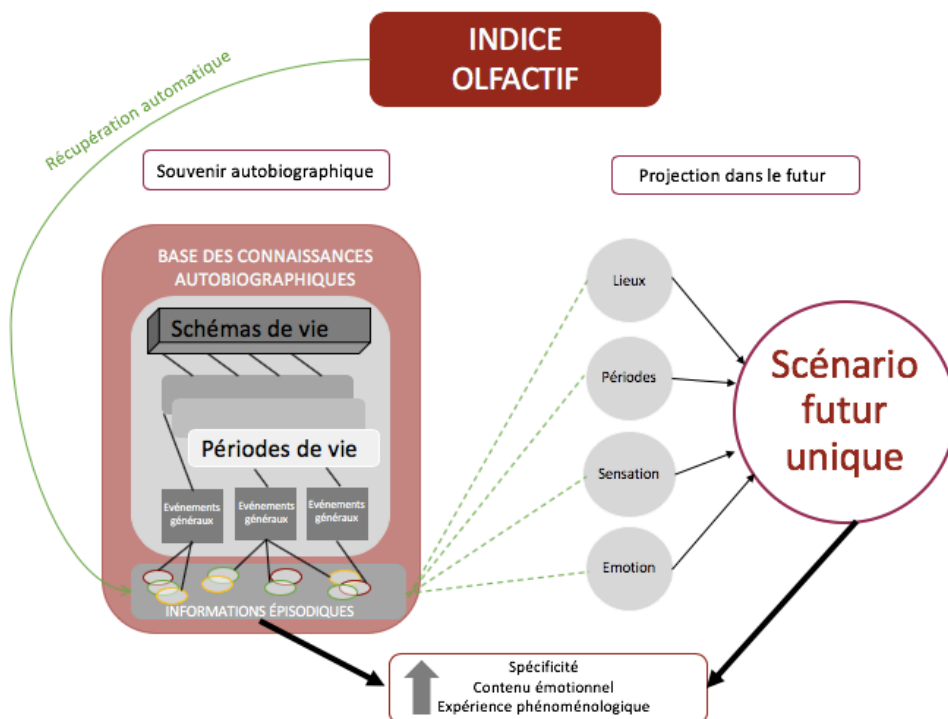 INDICE
OLFACTIF
Récupération automatique
Souvenir autobiographique
Projection dans le futur
BASE DES CONNAISSANCES
AUTOBIOGRAPHIQUES
Schémas de vie
Périodes de vie
Evénements
généraux
Evénements
généraux
Evénements
généraux
INFORMATIONS ÉPISODIQUES
Lieux
Périodes
Sensation
Emotion
Scénario
futur
unique
Spécificité
Contenu émotionnel
Expérience phénoménologique